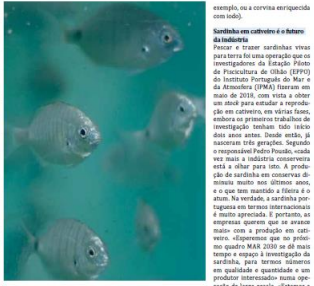 exemplo, ou a corvina enriquecida
com iodo).
Sardinha em cativeiro é o futuro
da indústria
Pescar e trazer sardinhas vivas
para terra foi uma operação que os
investigadores da Estação Piloto
de Piscicultura de Olhão (EPPO)
do Instituto Português do Mar e
da Atmosfera (IPMA) fizeram em
maio de 2018, com vista a obter
um stock para estudar a reprodu-
ção em cativeiro, em várias fases,
embora os primeiros trabalhos de
investigação tenham tido início
dois anos antes. Desde então, já
nasceram três gerações. Segundo
o responsável Pedro Pousão, «cada
vez mais a indústria conserveira
está a olhar para isto. A produ-
ção de sardinha em conservas di-
minuiu muito nos últimos anos,
e o que tem mantido a fileira é o
atum. Na verdade, a sardinha por-
tuguesa em termos internacionais
é muito apreciada. E portanto, as
empresas querem que se avance
mais» com a produção em cati-
veiro. «Esperemos que no próxi-
mo quadro MAR 2030 se dê mais
tempo e espaço à investigação da
sardinha, para termos números
em qualidade e quantidade e um
produtor interessado» numa ope-